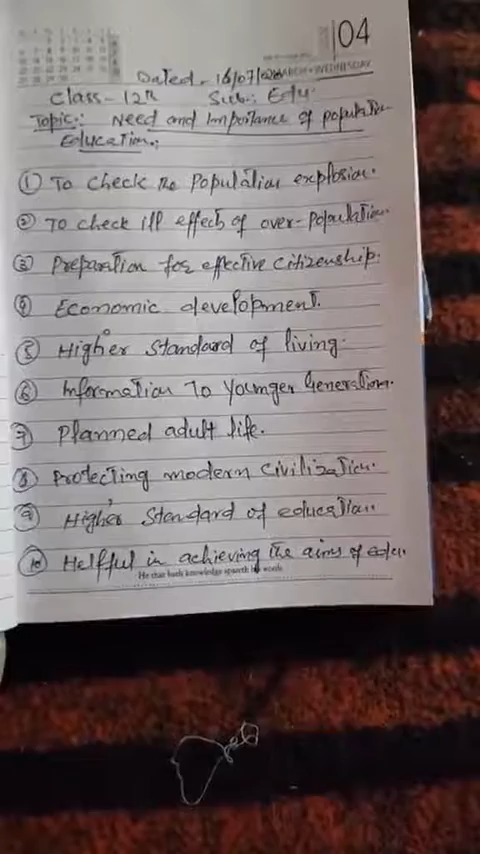 04
MARCH • WEDNESDAY
Dated - 16/07/
Class - 12th Sub:, Edu.
Topic:; Need and Importance of population
Education.;
① To check the Population explosion.
② To check ill effects of over-Population.
③ Preparation for effective citizenship.
④ Economic development.
⑤ Higher standard of living.
⑥ Information To younger Generation.
⑦ Planned adult life.
⑧ Protecting modern civilization.
⑨ Higher Standard of education.
⑩ Helpful in achieving the aims of edu.
He that hath knowledge spareth his words